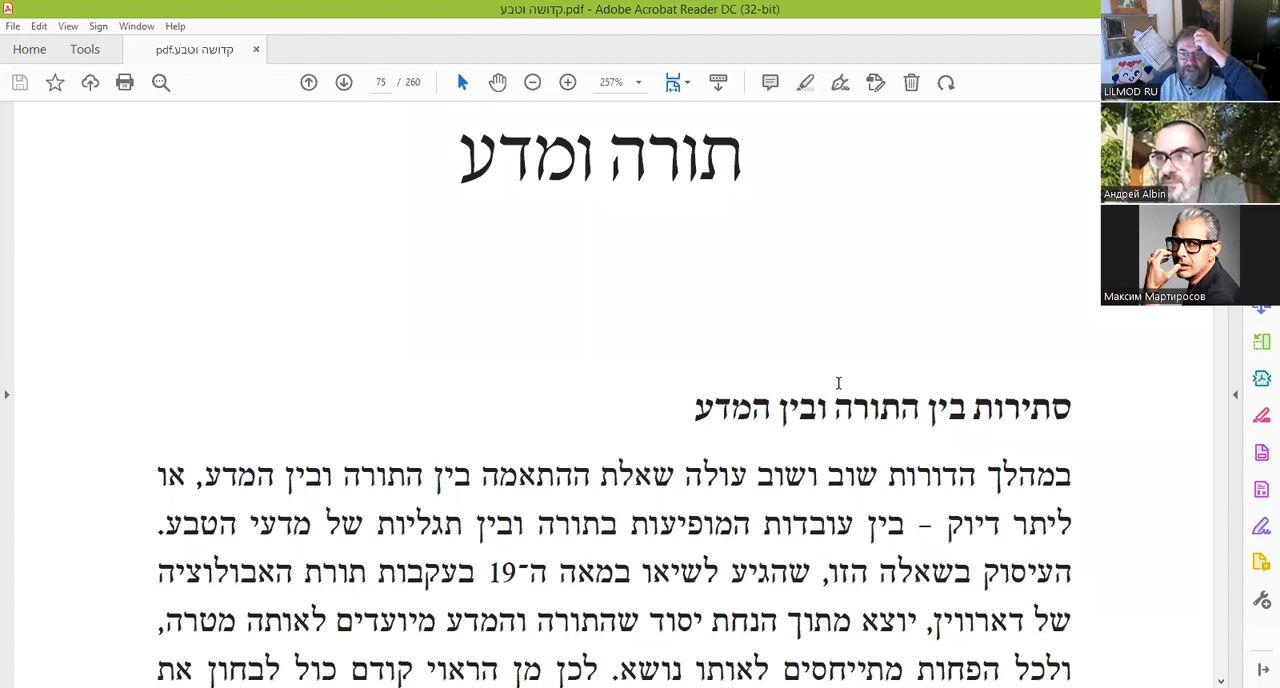 קדושה וטבע.pdf - Adobe Acrobat Reader DC (32-bit)
File Edit View Sign Window Help
Home Tools קדושה וטבע.pdf ×
75 / 260 257%
LILMOD RU
Андрей Albin
Максим Мартиросов
תורה ומדע
סתירות בין התורה ובין המדע
במהלך הדורות שוב ושוב עולה שאלת ההתאמה בין התורה ובין המדע, או
ליתר דיוק – בין עובדות המופיעות בתורה ובין תגליות של מדעי הטבע.
העיסוק בשאלה הזו, שהגיע לשיאו במאה ה־19 בעקבות תורת האבולוציה
של דארווין, יוצא מתוך הנחת יסוד שהתורה והמדע מיועדים לאותה מטרה,
ולכל הפחות מתייחסים לאותו נושא. לכן מן הראוי קודם כול לבחון את